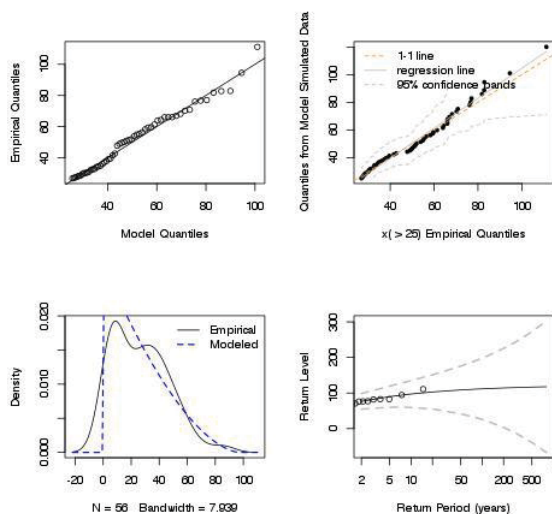 Empirical Quantiles
40 60 80 100
40 60 80 100
Model Quantiles
Quantiles from Model Simulated Data
40 60 80 100
1-1 line
regression line
95% confidence bands
40 60 80 100
x( > 25) Empirical Quantiles
Density
0.000 0.010 0.020
Empirical
Modeled
-20 0 20 40 60 80 100
N = 56 Bandwidth = 7.939
Return Level
0 100 200 300
2 5 10 50 200 500
Return Period (years)